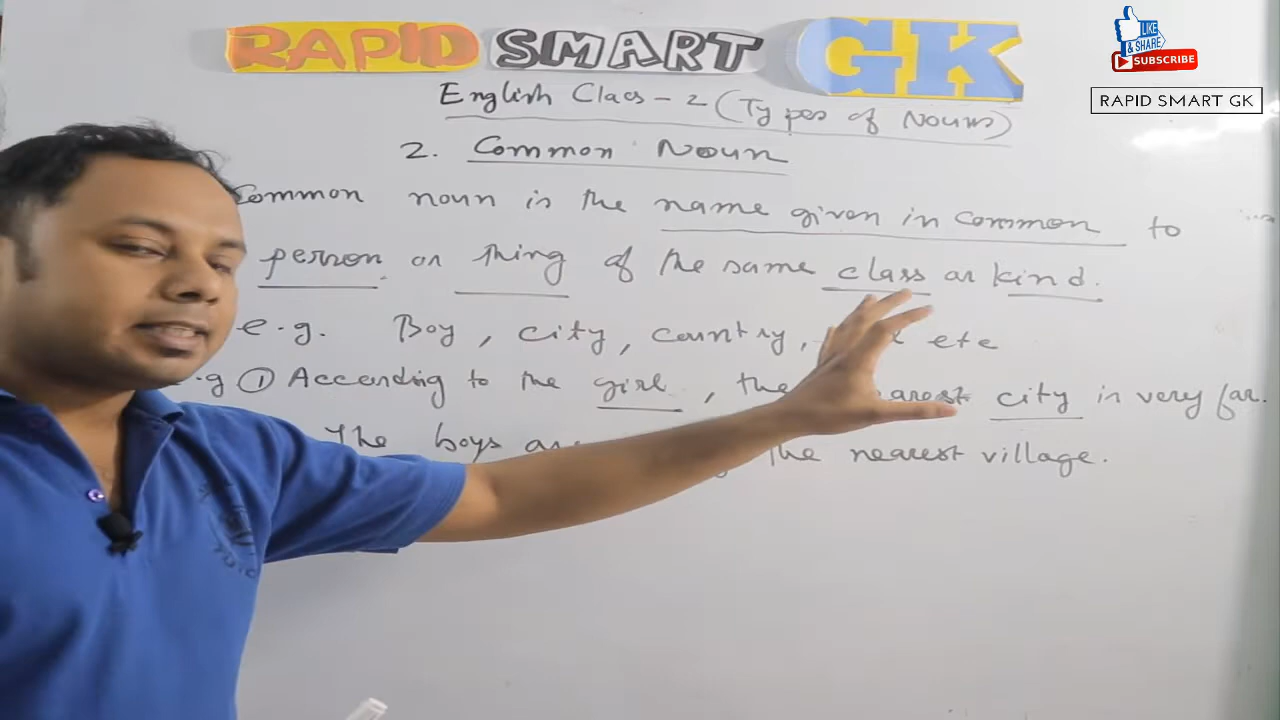 RAPID SMART GK
LIKE & SHARE
SUBSCRIBE
RAPID SMART GK
English Class - 2 (Types of Nouns)
2. Common Noun
Common noun is the name given in common to
person or thing of the same class or kind.
e.g. Boy, city, country, etc
e.g ① According to the girl, the nearest city is very far.
The boys are the nearest village.